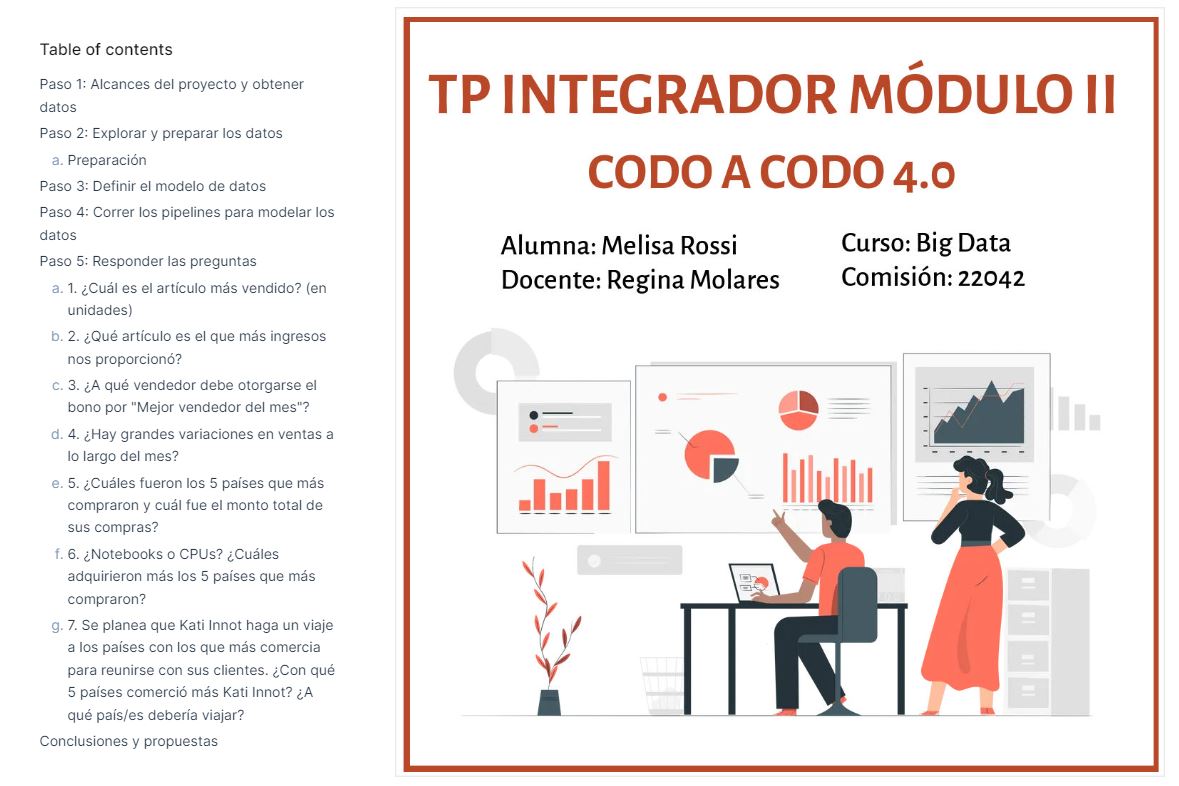 Table of contents
Paso 1: Alcances del proyecto y obtener
datos
Paso 2: Explorar y preparar los datos
a. Preparación
Paso 3: Definir el modelo de datos
Paso 4: Correr los pipelines para modelar los
datos
Paso 5: Responder las preguntas
a. 1. ¿Cuál es el artículo más vendido? (en
unidades)
b. 2. ¿Qué artículo es el que más ingresos
nos proporcionó?
c. 3. ¿A qué vendedor debe otorgarse el
bono por "Mejor vendedor del mes"?
d. 4. ¿Hay grandes variaciones en ventas a
lo largo del mes?
e. 5. ¿Cuáles fueron los 5 países que más
compraron y cuál fue el monto total de
sus compras?
f. 6. ¿Notebooks o CPUs? ¿Cuáles
adquirieron más los 5 países que más
compraron?
g. 7. Se planea que Kati Innot haga un viaje
a los países con los que más comercia
para reunirse con sus clientes. ¿Con qué
5 países comerció más Kati Innot? ¿A
qué país/es debería viajar?
Conclusiones y propuestas
TP INTEGRADOR MÓDULO II
CODO A CODO 4.0
Alumna: Melisa Rossi
Docente: Regina Molares
Curso: Big Data
Comisión: 22042